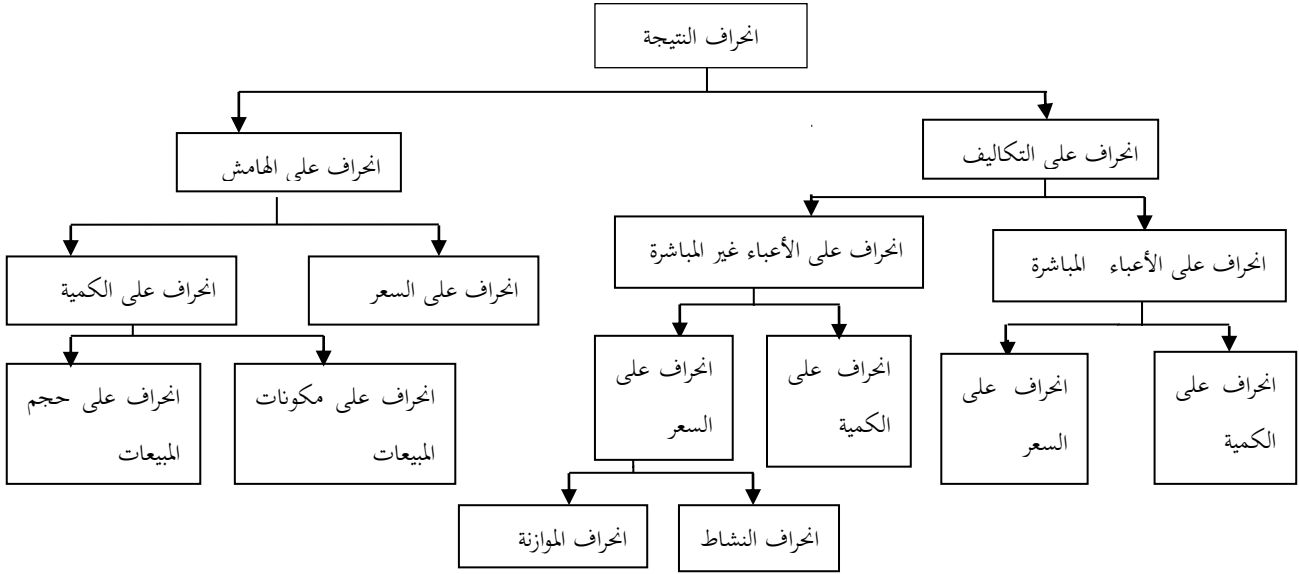 انحراف النتيجة
انحراف على التكاليف
انحراف على الهامش
انحراف على الأعباء المباشرة
انحراف على الأعباء غير المباشرة
انحراف على السعر
انحراف على الكمية
انحراف على
الكمية
انحراف على
السعر
انحراف على
الكمية
انحراف على
السعر
انحراف على مكونات
المبيعات
انحراف على حجم
المبيعات
انحراف النشاط
انحراف الموازنة